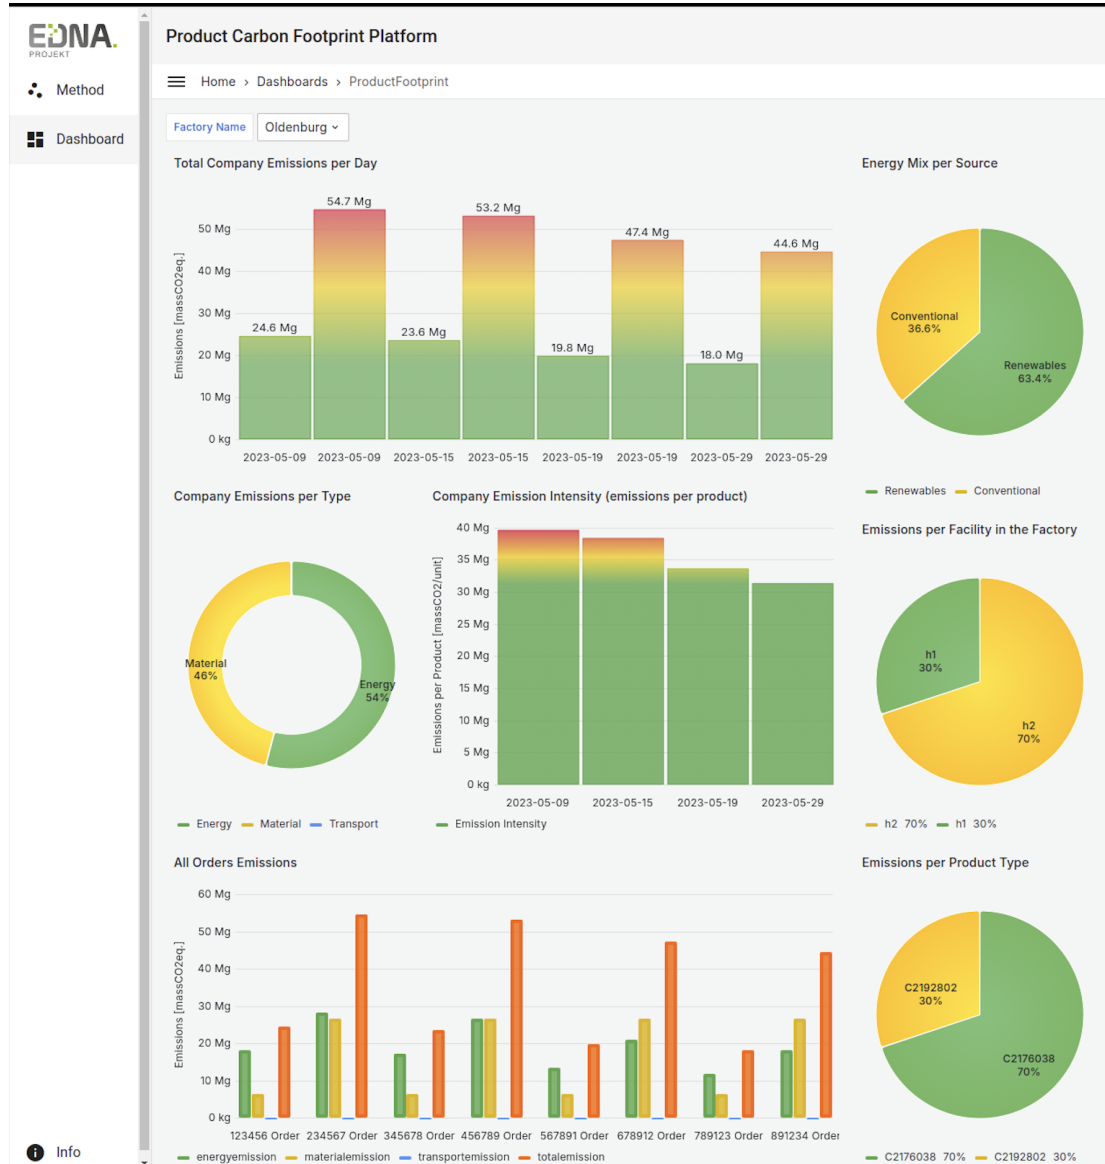 EDNA.
PROJEKT
Method
Dashboard
Info
Product Carbon Footprint Platform
Home › Dashboards › ProductFootprint
Factory Name Oldenburg
Total Company Emissions per Day
Emissions [massCO2eq.]
50 Mg
40 Mg
30 Mg
20 Mg
10 Mg
0 kg
24.6 Mg
54.7 Mg
23.6 Mg
53.2 Mg
19.8 Mg
47.4 Mg
18.0 Mg
44.6 Mg
2023-05-09 2023-05-09 2023-05-15 2023-05-15 2023-05-19 2023-05-19 2023-05-29 2023-05-29
Energy Mix per Source
Conventional
36.6%
Renewables
63.4%
Renewables Conventional
Company Emissions per Type
Material
46%
Energy
54%
Energy Material Transport
Company Emission Intensity (emissions per product)
Emissions per Product [massCO2/unit]
40 Mg
35 Mg
30 Mg
25 Mg
20 Mg
15 Mg
10 Mg
5 Mg
0 kg
2023-05-09 2023-05-15 2023-05-19 2023-05-29
Emission Intensity
Emissions per Facility in the Factory
h1
30%
h2
70%
h2 70% h1 30%
All Orders Emissions
Emissions [massCO2eq.]
60 Mg
50 Mg
40 Mg
30 Mg
20 Mg
10 Mg
0 kg
123456 Order 234567 Order 345678 Order 456789 Order 567891 Order 678912 Order 789123 Order 891234 Order
energyemission materialemission transportemission totalemission
Emissions per Product Type
C2192802
30%
C2176038
70%
C2176038 70% C2192802 30%